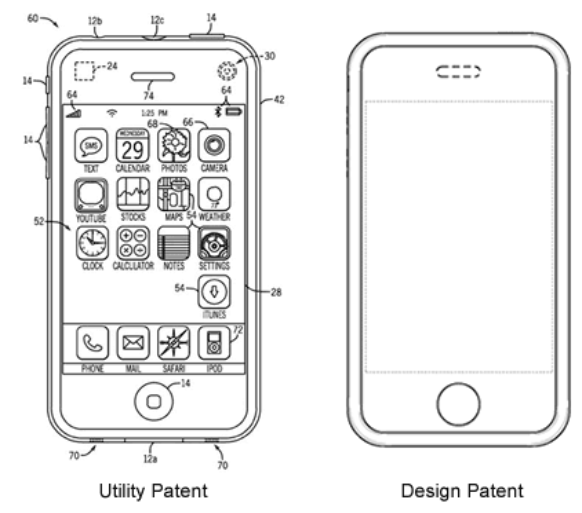 60
12b
12c
14
24
30
14
74
64
64
42
1:25 PM
68
66
SMS
WEDNESDAY
29
TEXT
CALENDAR
PHOTOS
CAMERA
14
YOUTUBE
STOCKS
MAPS
WEATHER
52
54
CLOCK
CALCULATOR
NOTES
SETTINGS
54
28
ITUNES
72
PHONE
MAIL
SAFARI
IPOD
14
70
12a
70
Utility Patent
Design Patent